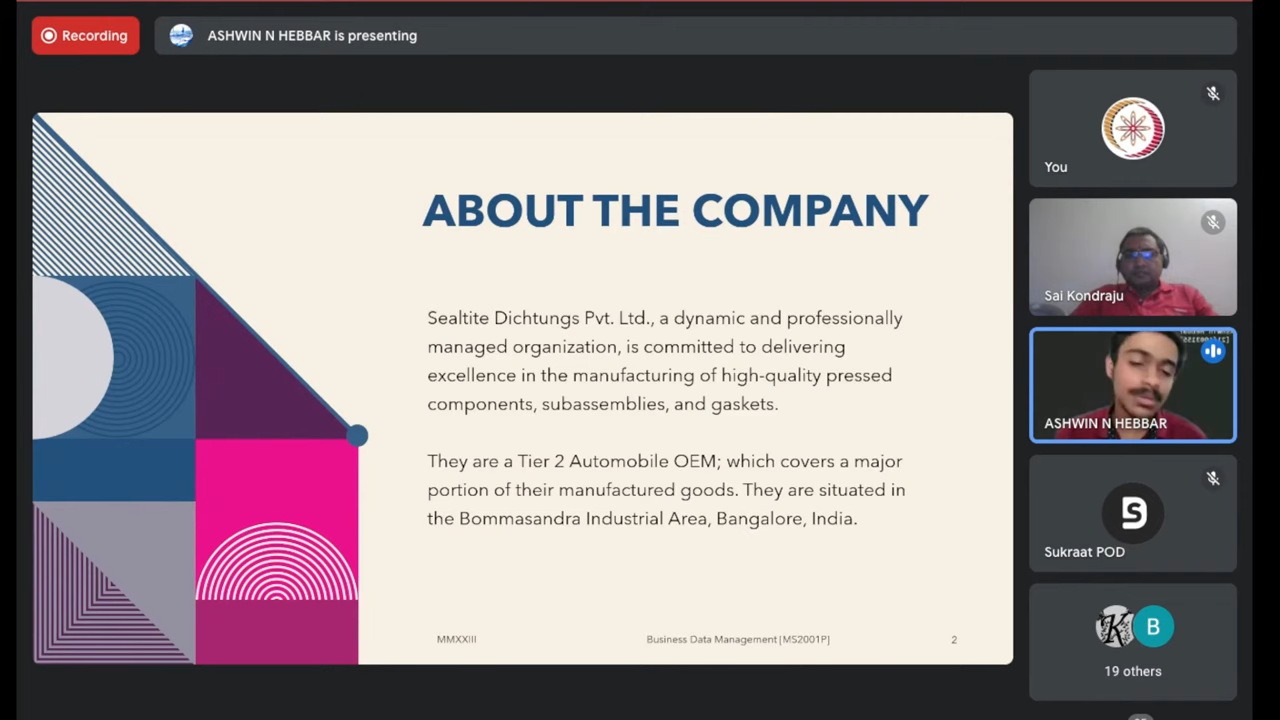 Recording
ASHWIN N HEBBAR is presenting
ABOUT THE COMPANY
Sealtite Dichtungs Pvt. Ltd., a dynamic and professionally
managed organization, is committed to delivering
excellence in the manufacturing of high-quality pressed
components, subassemblies, and gaskets.
They are a Tier 2 Automobile OEM; which covers a major
portion of their manufactured goods. They are situated in
the Bommasandra Industrial Area, Bangalore, India.
MMXXIII
Business Data Management [MS2001P]
2
You
Sai Kondraju
ASHWIN N HEBBAR
S
Sukraat POD
K
B
19 others